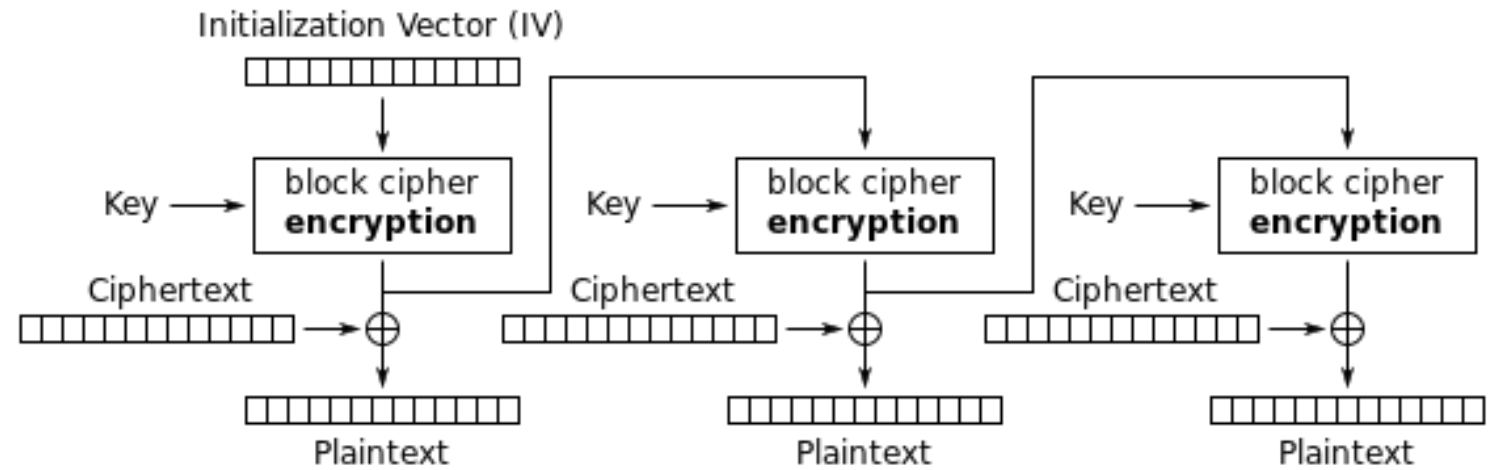 Initialization Vector (IV)
Key
block cipher
encryption
Key
block cipher
encryption
Key
block cipher
encryption
Ciphertext
Ciphertext
Ciphertext
Plaintext
Plaintext
Plaintext